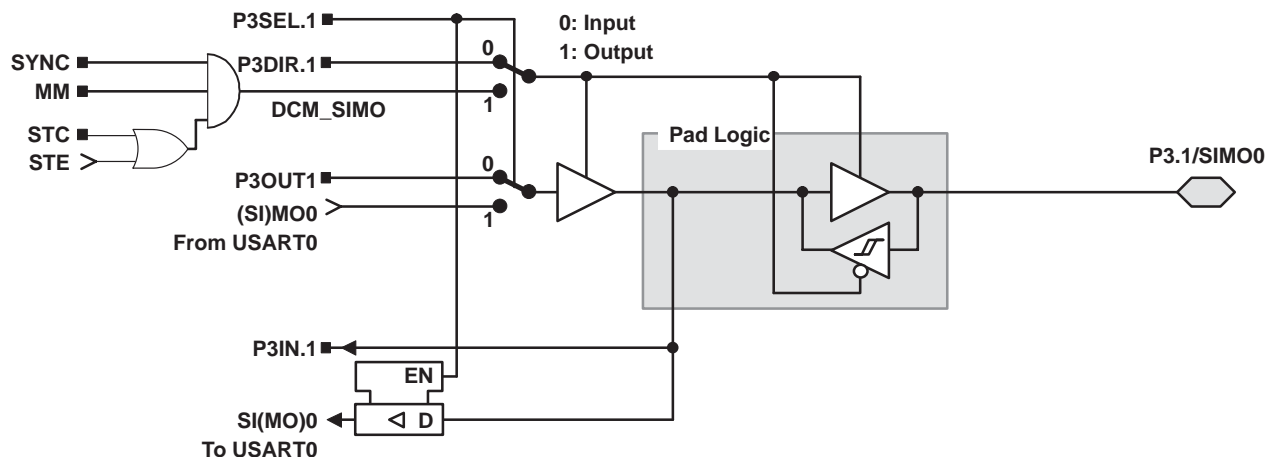 P3SEL.1
0: Input
1: Output
SYNC
P3DIR.1
0
MM
1
DCM_SIMO
STC
STE
Pad Logic
P3.1/SIMO0
0
P3OUT1
(SI)MO0
1
From USART0
P3IN.1
EN
SI(MO)0
D
To USART0